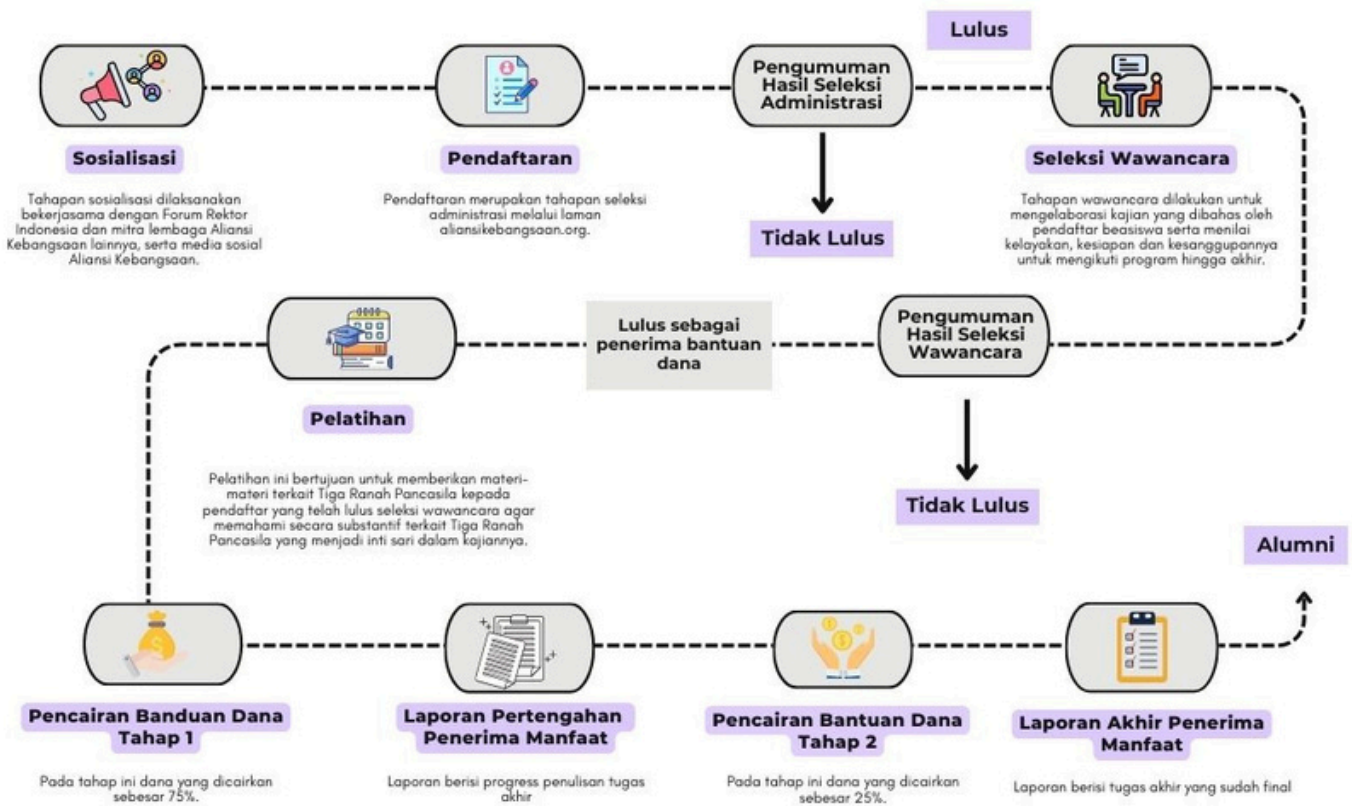 Lulus
Pengumuman
Hasil Seleksi
Administrasi
Sosialisasi
Tahapan sosialisasi dilaksanakan
bekerjasama dengan Forum Rektor
Indonesia dan mitra lembaga Aliansi
Kebangsaan lainnya, serta media sosial
Aliansi Kebangsaan.
Pendaftaran
Pendaftaran merupakan tahapan seleksi
administrasi melalui laman
aliansikebangsaan.org.
Tidak Lulus
Seleksi Wawancara
Tahapan wawancara dilakukan untuk
mengelaborasi kajian yang dibahas oleh
pendaftar beasiswa serta menilai
kelayakan, kesiapan dan kesanggupannya
untuk mengikuti program hingga akhir.
Pengumuman
Hasil Seleksi
Wawancara
Tidak Lulus
Lulus sebagai
penerima bantuan
dana
Pelatihan
Pelatihan ini bertujuan untuk memberikan materi-
materi terkait Tiga Ranah Pancasila kepada
pendaftar yang telah lulus seleksi wawancara agar
memahami secara substantif terkait Tiga Ranah
Pancasila yang menjadi inti sari dalam kajiannya.
Pencairan Banduan Dana
Tahap 1
Pada tahap ini dana yang dicairkan
sebesar 75%.
Laporan Pertengahan
Penerima Manfaat
Laporan berisi progress penulisan tugas
akhir
Pencairan Bantuan Dana
Tahap 2
Pada tahap ini dana yang dicairkan
sebesar 25%.
Laporan Akhir Penerima
Manfaat
Laporan berisi tugas akhir yang sudah final
Alumni